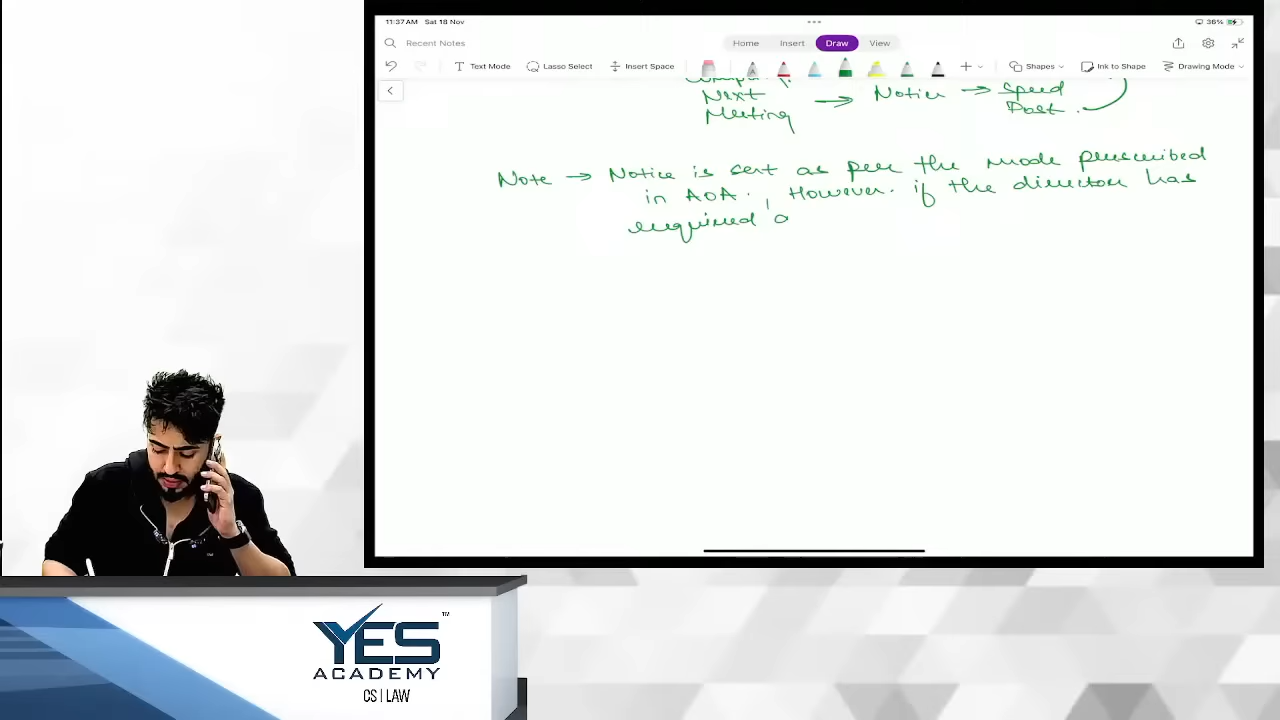 11:37 AM Sat 18 Nov
36%
Recent Notes
Home Insert Draw View
Text Mode Lasso Select Insert Space Shapes Ink to Shape Drawing Mode
Next → Notice → Speed
Meeting Post.
Note → Notice is sent as per the mode prescribed
in AOA. , However. if the director has
required a
YES™
ACADEMY
CS | LAW